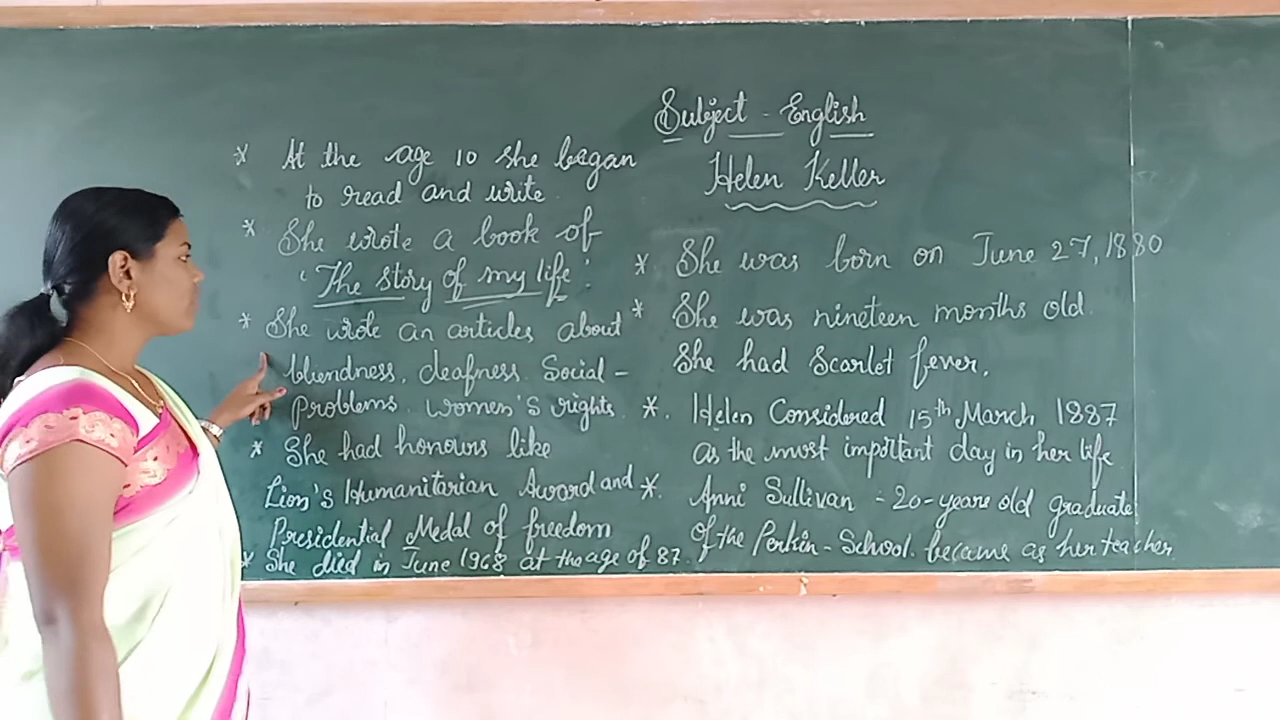 Subject - English
Helen Keller
* She was born on June 27, 1880
* She was nineteen months old.
She had Scarlet fever.
*. Helen Considered 15th March 1887
as the most important day in her life
*. Anni Sullivan - 20-years old graduate
of the Perkin - School. became as her teacher
* At the age 10 she began
to read and write.
* She wrote a book of
'The story of my life'.
* She wrote an articles about
blindness, deafness. Social -
Problems. Women's rights.
* She had honours like
Lion's Humanitarian Award and
Presidential Medal of freedom
* She died in June 1968 at the age of 87.